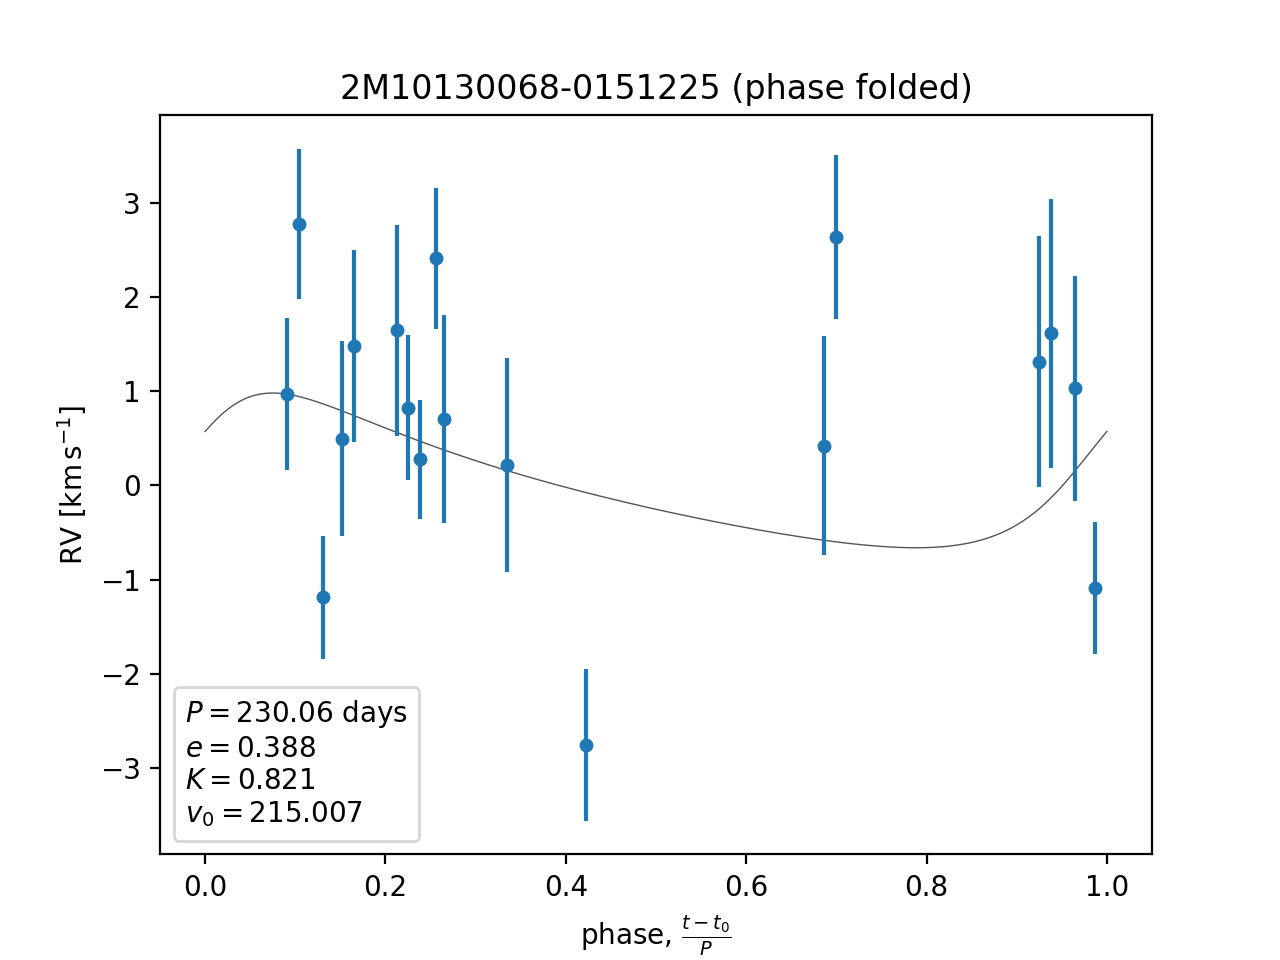 2M10130068-0151225 (phase folded)
RV [km s⁻¹]
3
2
1
0
−1
−2
−3
P = 230.06 days
e = 0.388
K = 0.821
v₀ = 215.007
0.0 0.2 0.4 0.6 0.8 1.0
phase, \frac{t − t₀}{P}